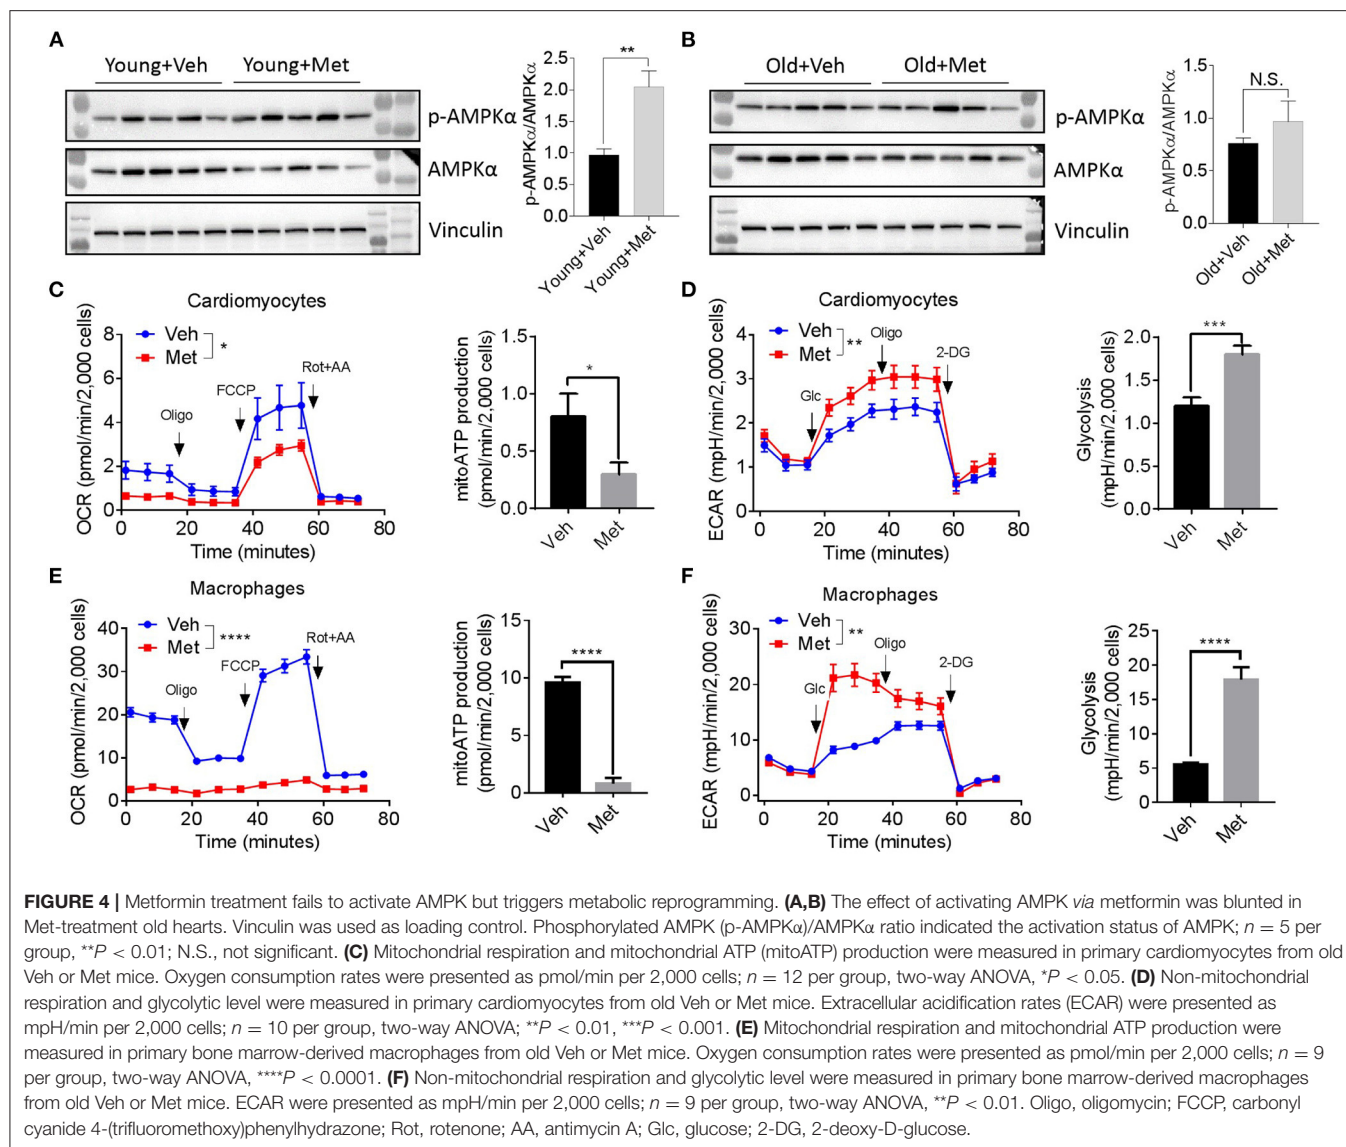 A
Young+Veh Young+Met
p-AMPKα
AMPKα
Vinculin
p-AMPKα/AMPKα
2.5
2.0
1.5
1.0
0.5
0.0
**
Young+Veh
Young+Met
B
Old+Veh Old+Met
p-AMPKα
AMPKα
Vinculin
p-AMPKα/AMPKα
1.5
1.0
0.5
0.0
N.S.
Old+Veh
Old+Met
C
Cardiomyocytes
OCR (pmol/min/2,000 cells)
8
6
4
2
0
Veh
Met
*
Oligo
FCCP
Rot+AA
0 20 40 60 80
Time (minutes)
mitoATP production
(pmol/min/2,000 cells)
1.5
1.0
0.5
0.0
*
Veh
Met
D
Cardiomyocytes
ECAR (mpH/min/2,000 cells)
4
3
2
1
0
Veh
Met
**
Glc
Oligo
2-DG
0 20 40 60 80
Time (minutes)
Glycolysis
(mpH/min/2,000 cells)
2.0
1.5
1.0
0.5
0.0
***
Veh
Met
E
Macrophages
OCR (pmol/min/2,000 cells)
40
30
20
10
0
Veh
Met
****
Oligo
FCCP
Rot+AA
0 20 40 60 80
Time (minutes)
mitoATP production
(pmol/min/2,000 cells)
15
10
5
0
****
Veh
Met
F
Macrophages
ECAR (mpH/min/2,000 cells)
30
20
10
0
Veh
Met
**
Glc
Oligo
2-DG
0 20 40 60 80
Time (minutes)
Glycolysis
(mpH/min/2,000 cells)
25
20
15
10
5
0
****
Veh
Met
FIGURE 4 | Metformin treatment fails to activate AMPK but triggers metabolic reprogramming. (A,B) The effect of activating AMPK via metformin was blunted in
Met-treatment old hearts. Vinculin was used as loading control. Phosphorylated AMPK (p-AMPKα)/AMPKα ratio indicated the activation status of AMPK; n = 5 per
group, **P < 0.01; N.S., not significant. (C) Mitochondrial respiration and mitochondrial ATP (mitoATP) production were measured in primary cardiomyocytes from old
Veh or Met mice. Oxygen consumption rates were presented as pmol/min per 2,000 cells; n = 12 per group, two-way ANOVA, *P < 0.05. (D) Non-mitochondrial
respiration and glycolytic level were measured in primary cardiomyocytes from old Veh or Met mice. Extracellular acidification rates (ECAR) were presented as
mpH/min per 2,000 cells; n = 10 per group, two-way ANOVA; **P < 0.01, ***P < 0.001. (E) Mitochondrial respiration and mitochondrial ATP production were
measured in primary bone marrow-derived macrophages from old Veh or Met mice. Oxygen consumption rates were presented as pmol/min per 2,000 cells; n = 9
per group, two-way ANOVA, ****P < 0.0001. (F) Non-mitochondrial respiration and glycolytic level were measured in primary bone marrow-derived macrophages
from old Veh or Met mice. ECAR were presented as mpH/min per 2,000 cells; n = 9 per group, two-way ANOVA, **P < 0.01. Oligo, oligomycin; FCCP, carbonyl
cyanide 4-(trifluoromethoxy)phenylhydrazone; Rot, rotenone; AA, antimycin A; Glc, glucose; 2-DG, 2-deoxy-D-glucose.